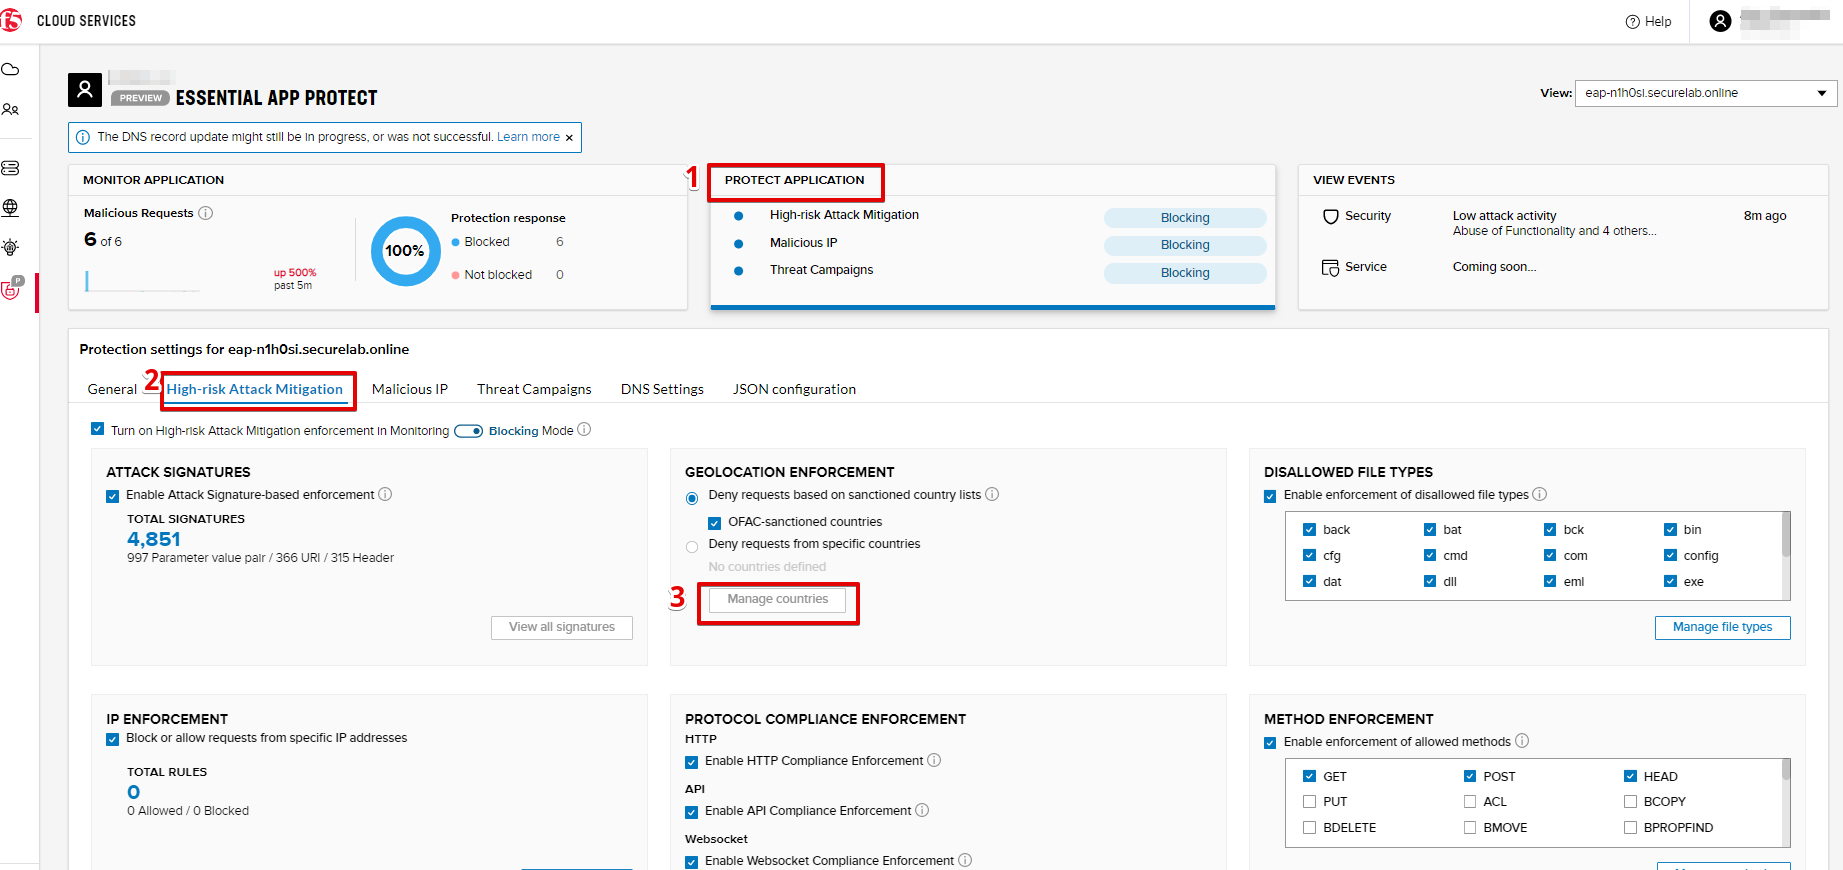 f5 CLOUD SERVICES
Help
P
PREVIEW ESSENTIAL APP PROTECT
View: eap-n1h0si.securelab.online
The DNS record update might still be in progress, or was not successful. Learn more ×
MONITOR APPLICATION
Malicious Requests
6 of 6
up 500%
past 5m
100%
Protection response
Blocked 6
Not blocked 0
1
PROTECT APPLICATION
High-risk Attack Mitigation Blocking
Malicious IP Blocking
Threat Campaigns Blocking
VIEW EVENTS
Security Low attack activity 8m ago
Abuse of Functionality and 4 others...
Service Coming soon...
Protection settings for eap-n1h0si.securelab.online
General 2 High-risk Attack Mitigation Malicious IP Threat Campaigns DNS Settings JSON configuration
Turn on High-risk Attack Mitigation enforcement in Monitoring Blocking Mode
ATTACK SIGNATURES
Enable Attack Signature-based enforcement
TOTAL SIGNATURES
4,851
997 Parameter value pair / 366 URI / 315 Header
View all signatures
GEOLOCATION ENFORCEMENT
Deny requests based on sanctioned country lists
OFAC-sanctioned countries
Deny requests from specific countries
No countries defined
3
Manage countries
DISALLOWED FILE TYPES
Enable enforcement of disallowed file types
back bat bck bin
cfg cmd com config
dat dll eml exe
Manage file types
IP ENFORCEMENT
Block or allow requests from specific IP addresses
TOTAL RULES
0
0 Allowed / 0 Blocked
PROTOCOL COMPLIANCE ENFORCEMENT
HTTP
Enable HTTP Compliance Enforcement
API
Enable API Compliance Enforcement
Websocket
Enable Websocket Compliance Enforcement
METHOD ENFORCEMENT
Enable enforcement of allowed methods
GET POST HEAD
PUT ACL BCOPY
BDELETE BMOVE BPROPFIND